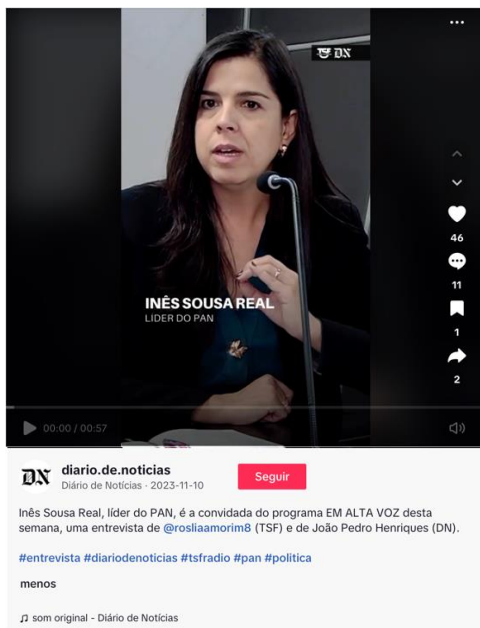 DN
INÊS SOUSA REAL
LÍDER DO PAN
46
11
1
2
00:00 / 00:57
DN
diario.de.noticias
Diário de Notícias · 2023-11-10
Seguir
Inês Sousa Real, líder do PAN, é a convidada do programa EM ALTA VOZ desta
semana, uma entrevista de @rosliaamorim8 (TSF) e de João Pedro Henriques (DN).
#entrevista #diariodenoticias #tsfradio #pan #politica
menos
som original - Diário de Notícias